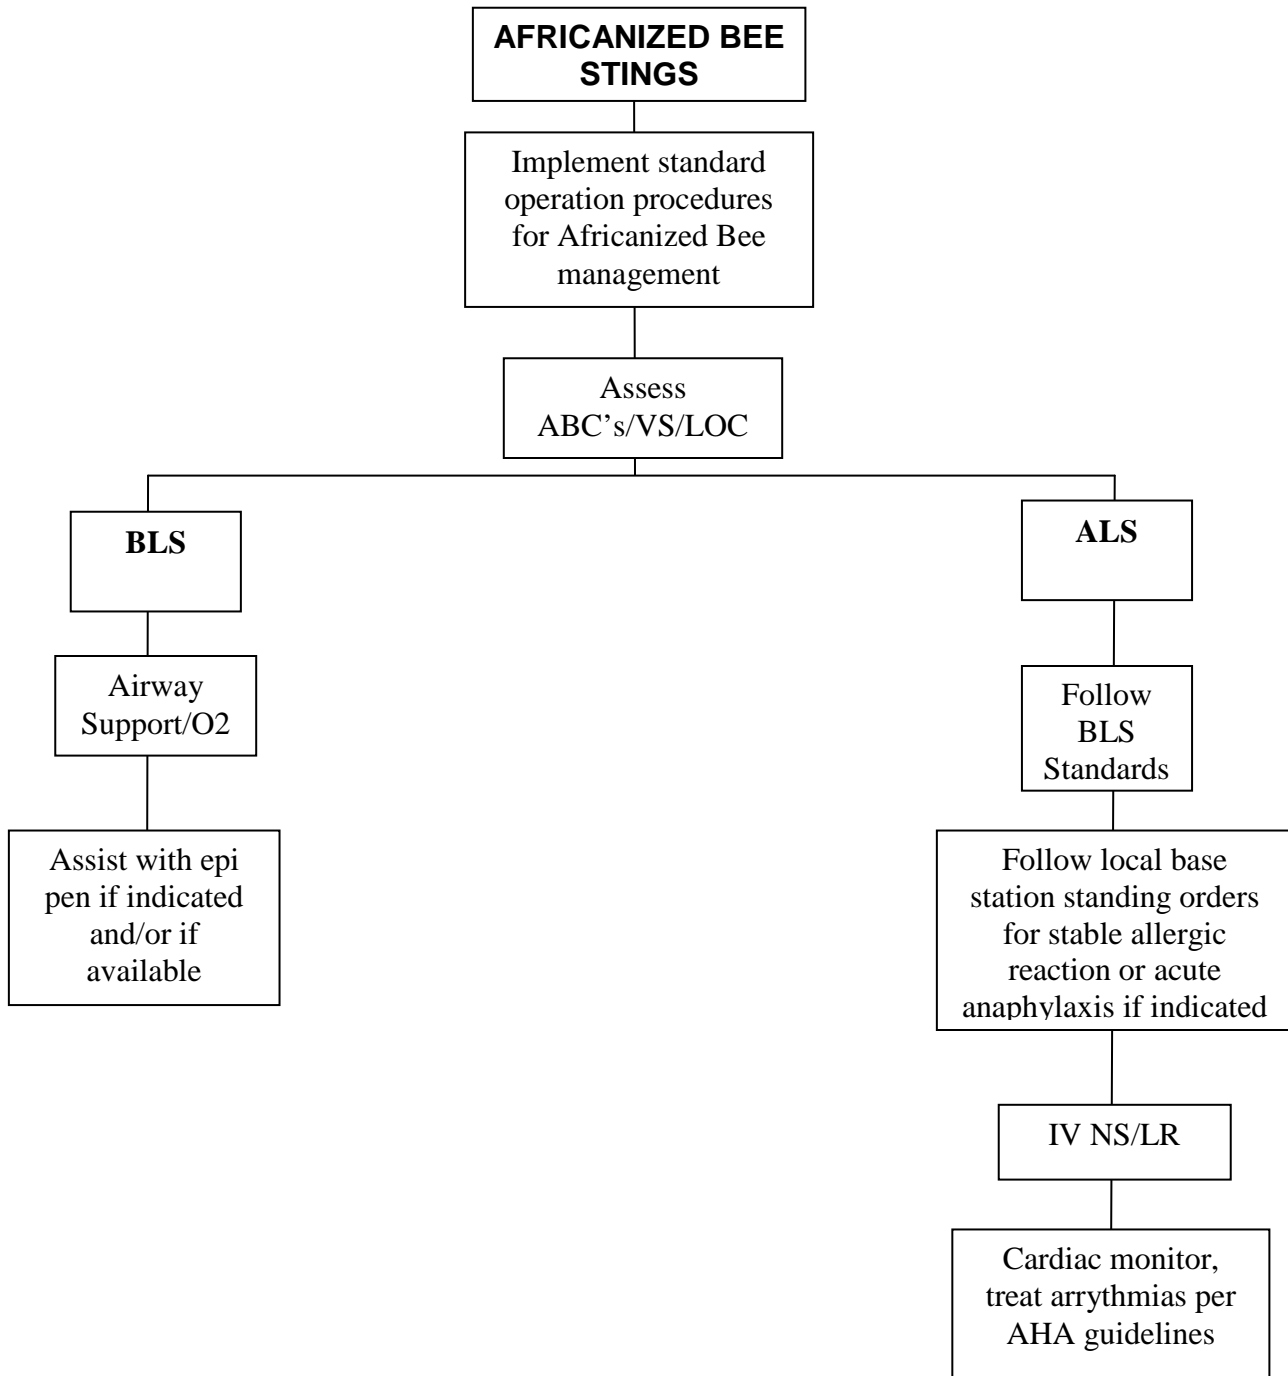 AFRICANIZED BEE
STINGS
Implement standard
operation procedures
for Africanized Bee
management
Assess
ABC’s/VS/LOC
BLS
Airway
Support/O2
Assist with epi
pen if indicated
and/or if
available
ALS
Follow
BLS
Standards
Follow local base
station standing orders
for stable allergic
reaction or acute
anaphylaxis if indicated
IV NS/LR
Cardiac monitor,
treat arrythmias per
AHA guidelines